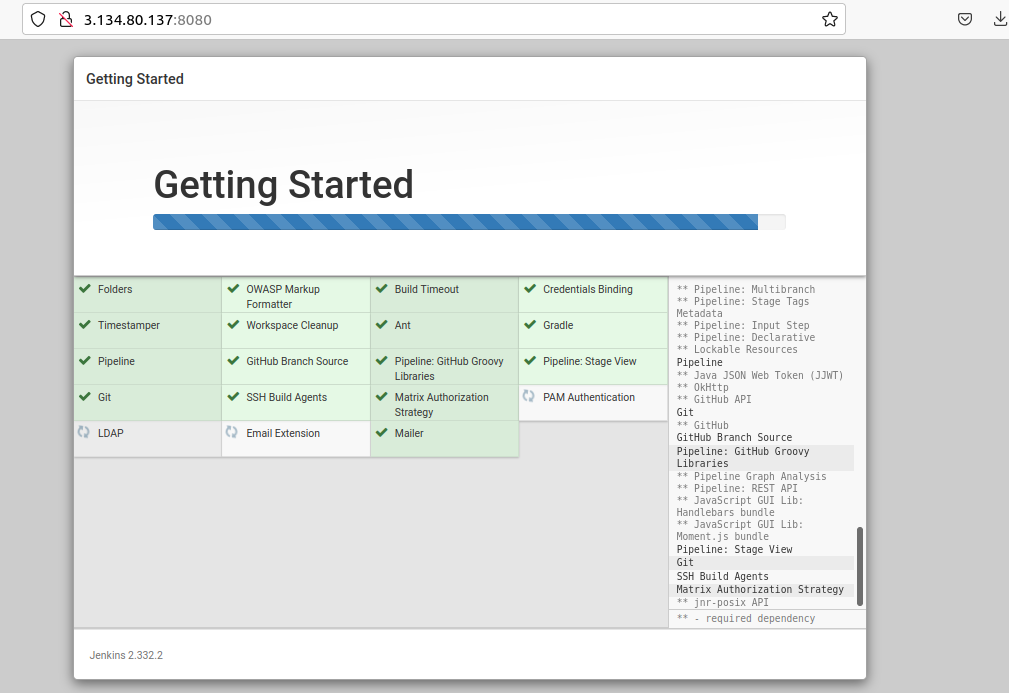 3.134.80.137:8080
Getting Started
Getting Started
Folders
OWASP Markup
Formatter
Build Timeout
Credentials Binding
Timestamper
Workspace Cleanup
Ant
Gradle
Pipeline
GitHub Branch Source
Pipeline: GitHub Groovy
Libraries
Pipeline: Stage View
Git
SSH Build Agents
Matrix Authorization
Strategy
PAM Authentication
LDAP
Email Extension
Mailer
** Pipeline: Multibranch
** Pipeline: Stage Tags
Metadata
** Pipeline: Input Step
** Pipeline: Declarative
** Lockable Resources
Pipeline
** Java JSON Web Token (JJWT)
** OkHttp
** GitHub API
Git
** GitHub
GitHub Branch Source
Pipeline: GitHub Groovy
Libraries
** Pipeline Graph Analysis
** Pipeline: REST API
** JavaScript GUI Lib:
Handlebars bundle
** JavaScript GUI Lib:
Moment.js bundle
Pipeline: Stage View
Git
SSH Build Agents
Matrix Authorization Strategy
** jnr-posix API
** - required dependency
Jenkins 2.332.2